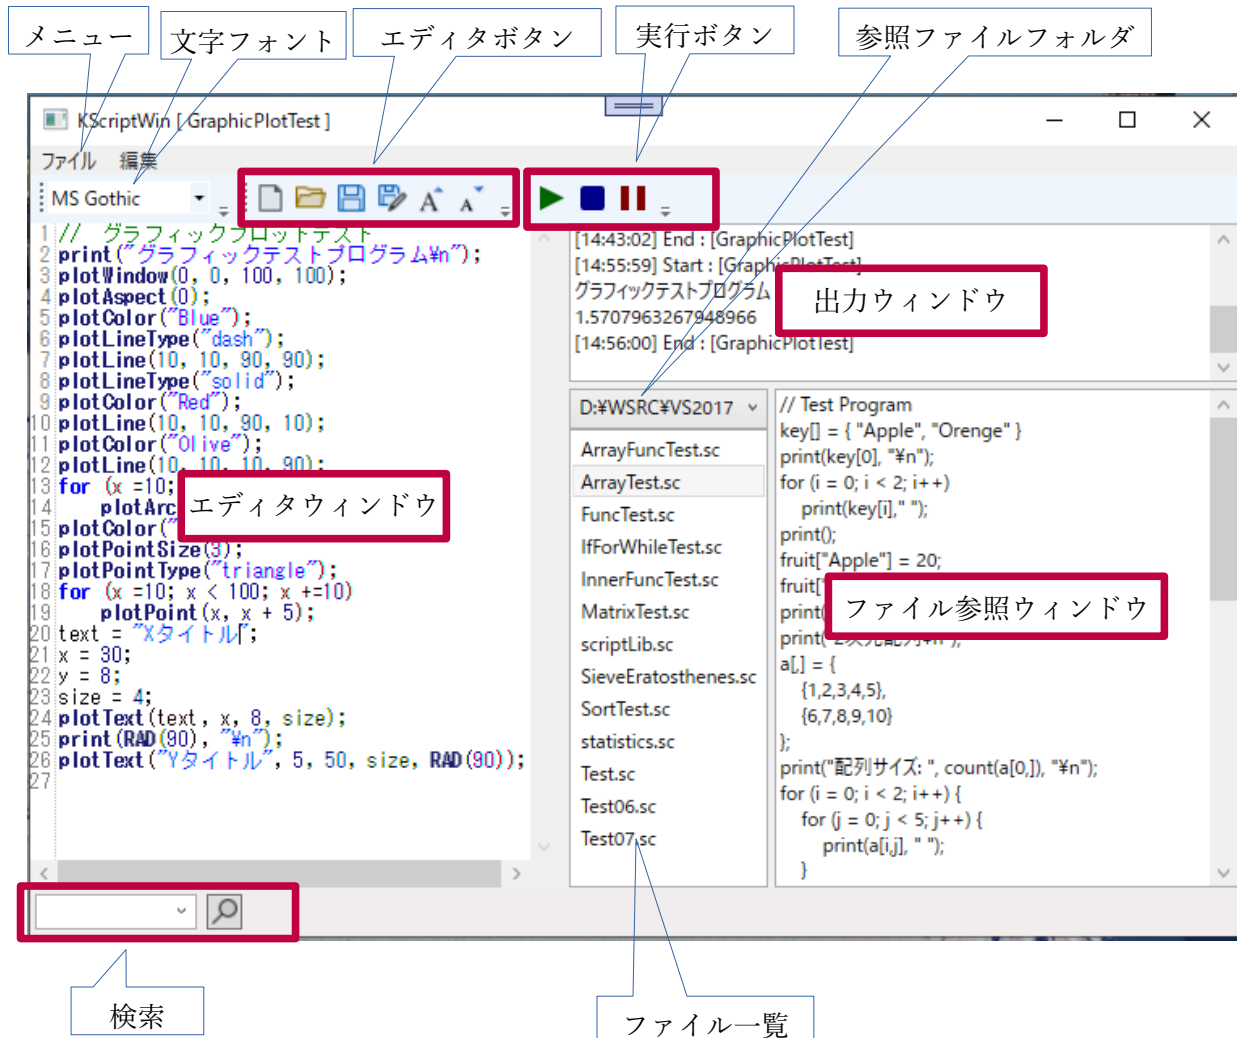 メニュー
文字フォント
エディタボタン
実行ボタン
参照ファイルフォルダ
KScriptWin [ GraphicPlotTest ]
ファイル 編集
MS Gothic
A A
1 // グラフィックプロットテスト
2 print("グラフィックテストプログラム¥n");
3 plotWindow(0, 0, 100, 100);
4 plotAspect(0);
5 plotColor("Blue");
6 plotLineType("dash");
7 plotLine(10, 10, 90, 90);
8 plotLineType("solid");
9 plotColor("Red");
10 plotLine(10, 10, 90, 10);
11 plotColor("Olive");
12 plotLine(10, 10, 10, 90);
13 for (x =10;
14 plotArc
15 plotColor("
16 plotPointSize(3);
17 plotPointType("triangle");
18 for (x =10; x < 100; x +=10)
19 plotPoint(x, x + 5);
20 text = "Xタイトル";
21 x = 30;
22 y = 8;
23 size = 4;
24 plotText(text, x, 8, size);
25 print(RAD(90), "¥n");
26 plotText("Yタイトル", 5, 50, size, RAD(90));
27
エディタウィンドウ
[14:43:02] End : [GraphicPlotTest]
[14:55:59] Start : [GraphicPlotTest]
グラフィックテストプログラム
1.5707963267948966
[14:56:00] End : [GraphicPlotTest]
出力ウィンドウ
D:¥WSRC¥VS2017
ArrayFuncTest.sc
ArrayTest.sc
FuncTest.sc
IfForWhileTest.sc
InnerFuncTest.sc
MatrixTest.sc
scriptLib.sc
SieveEratosthenes.sc
SortTest.sc
statistics.sc
Test.sc
Test06.sc
Test07.sc
// Test Program
key[] = { "Apple", "Orenge" }
print(key[0], "¥n");
for (i = 0; i < 2; i++)
print(key[i]," ");
print();
fruit["Apple"] = 20;
fruit["
print(
print("2次元配列¥n");
a[,] = {
{1,2,3,4,5},
{6,7,8,9,10}
};
print("配列サイズ: ", count(a[0,]), "¥n");
for (i = 0; i < 2; i++) {
for (j = 0; j < 5; j++) {
print(a[i,j], " ");
}
ファイル参照ウィンドウ
検索
ファイル一覧